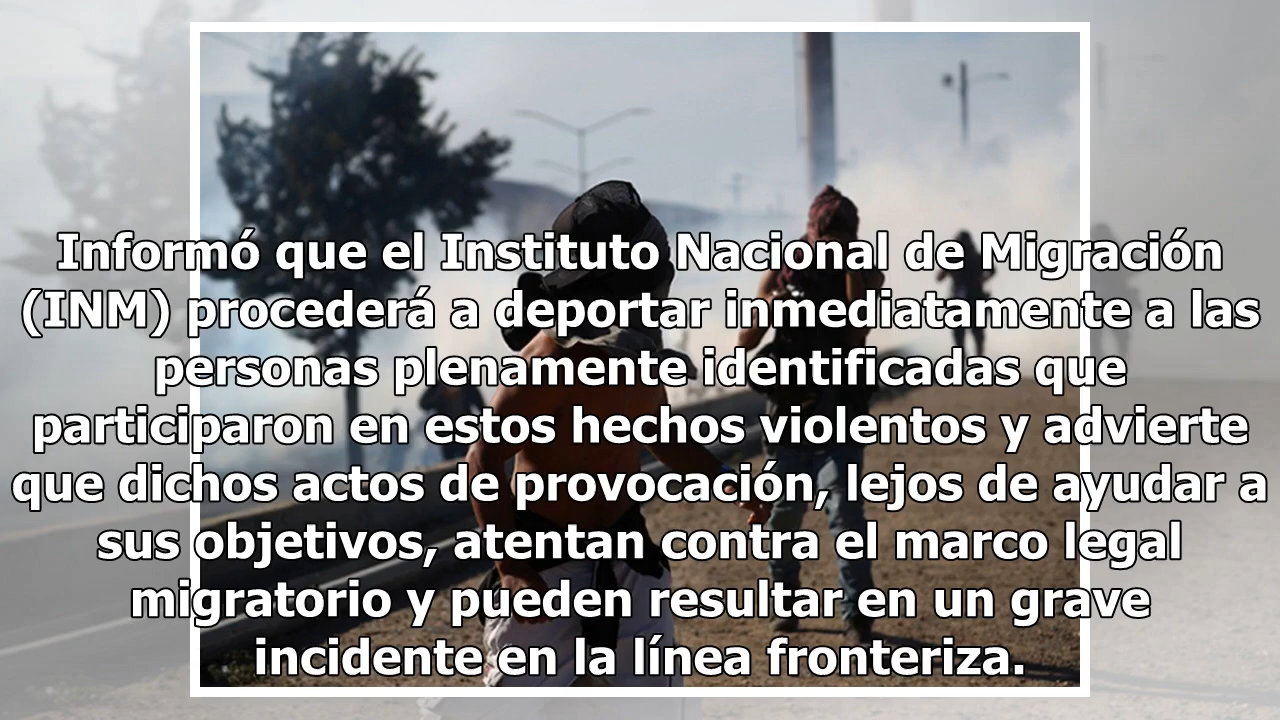 Informó que el Instituto Nacional de Migración
(INM) procederá a deportar inmediatamente a las
personas plenamente identificadas que
participaron en estos hechos violentos y advierte
que dichos actos de provocación, lejos de ayudar a
sus objetivos, atentan contra el marco legal
migratorio y pueden resultar en un grave
incidente en la línea fronteriza.